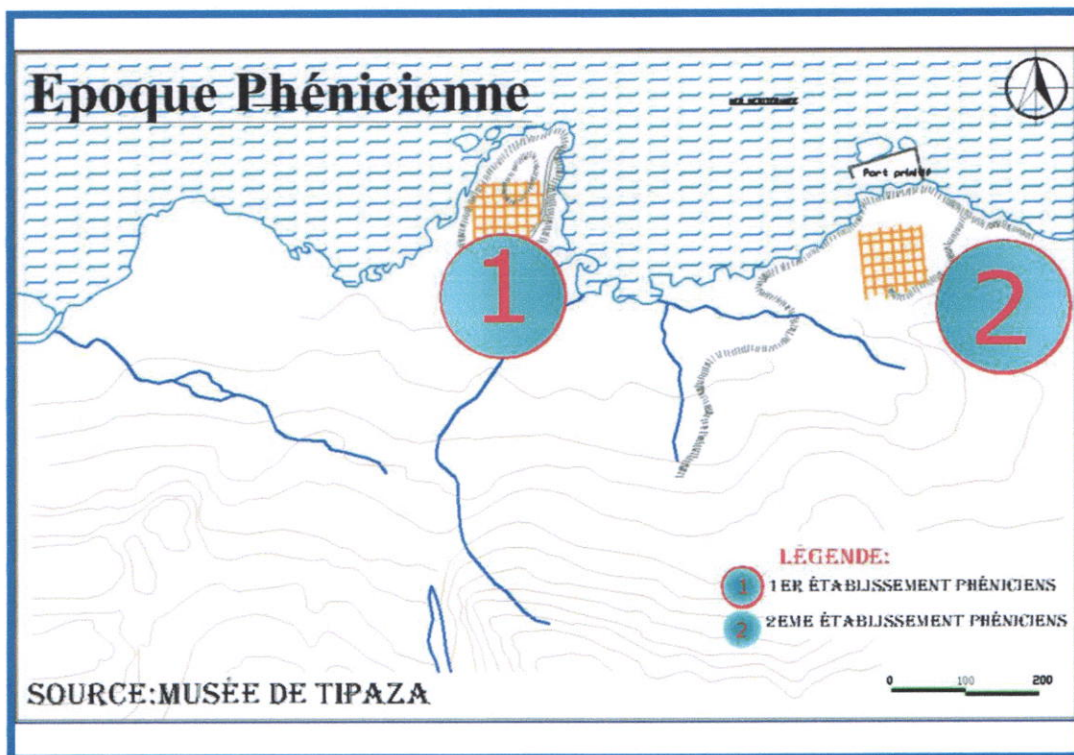 Epoque Phénicienne
Port primitif
1
2
LÉGENDE:
1 1ER ÉTABLISSEMENT PHÉNICIENS
2 2EME ÉTABLISSEMENT PHÉNICIENS
SOURCE:MUSÉE DE TIPAZA
0 100 200